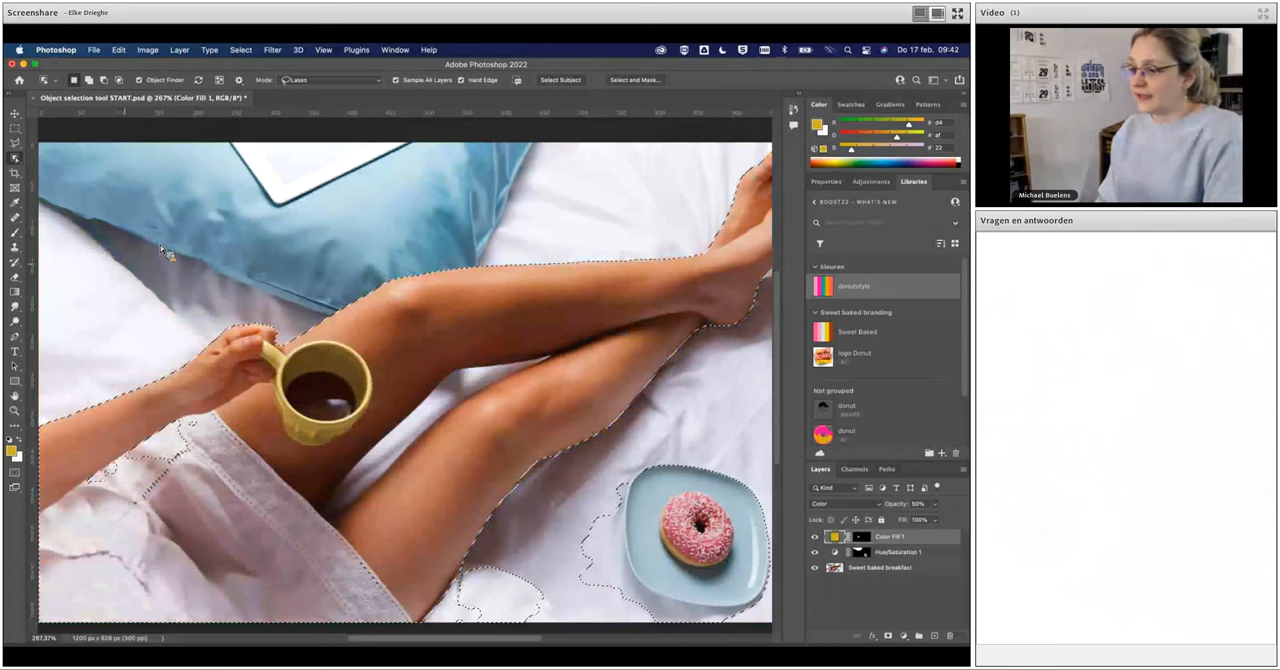 Screenshare - Elke Drieghe
Photoshop File Edit Image Layer Type Select Filter 3D View Plugins Window Help
Do 17 feb. 09:42
Adobe Photoshop 2022
Object Finder Mode: Lasso Sample All Layers Hard Edge Select Subject Select and Mask...
Object selection tool START.psd @ 267% (Color Fill 1, RGB/8*) *
Color Swatches Gradients Patterns
R # d4
G # af
B # 22
Properties Adjustments Libraries
BOOST22 - WHAT'S NEW
kleuren
donutstyle
Sweet baked branding
Sweet Baked
logo Donut
Not grouped
donut
donut
Layers Channels Paths
Kind
Color Opacity: 50%
Lock: Fill: 100%
Color Fill 1
Hue/Saturation 1
Sweet baked breakfast
267,37% 1200 px x 628 px (300 ppi)
Video (1)
Michael Buelens
Vragen en antwoorden